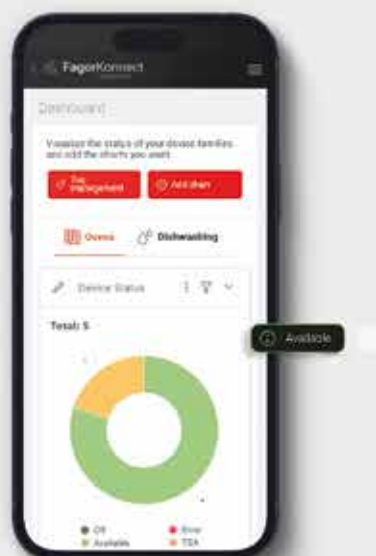 FagorKonnect
Dashboard
Visualize the status of your device families
and add the charts you want.
Tag
management
Add chart
Ovens
Dishwashing
Device Status
Total: 5
Available
Off
Error
Available